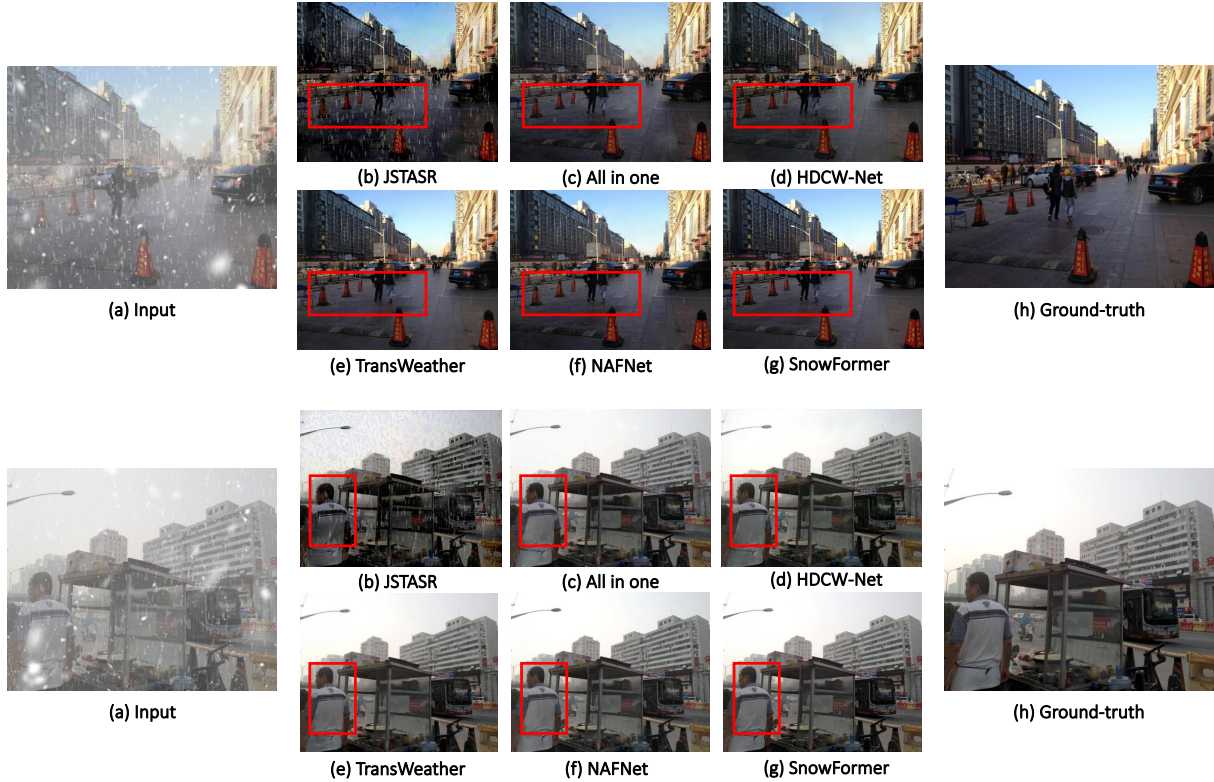 (b) JSTASR
(c) All in one
(d) HDCW-Net
(a) Input
(h) Ground-truth
(e) TransWeather
(f) NAFNet
(g) SnowFormer
(b) JSTASR
(c) All in one
(d) HDCW-Net
(a) Input
(h) Ground-truth
(e) TransWeather
(f) NAFNet
(g) SnowFormer